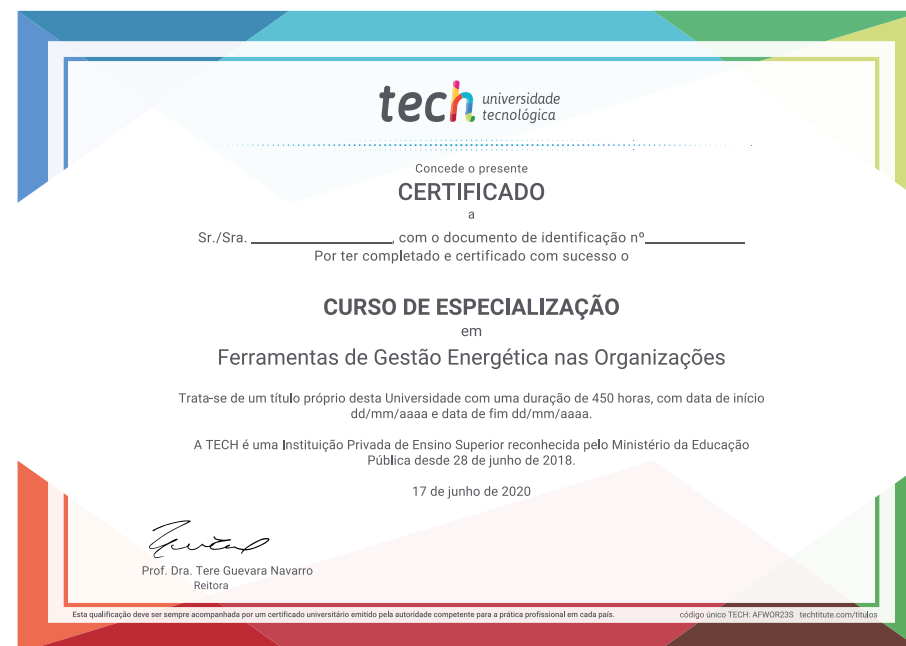 tech universidade
tecnológica
Concede o presente
CERTIFICADO
a
Sr./Sra. ________________, com o documento de identificação nº____________
Por ter completado e certificado com sucesso o
CURSO DE ESPECIALIZAÇÃO
em
Ferramentas de Gestão Energética nas Organizações
Trata-se de um título próprio desta Universidade com uma duração de 450 horas, com data de início
dd/mm/aaaa e data de fim dd/mm/aaaa.
A TECH é uma Instituição Privada de Ensino Superior reconhecida pelo Ministério da Educação
Pública desde 28 de junho de 2018.
17 de junho de 2020
Prof. Dra. Tere Guevara Navarro
Reitora
Esta qualificação deve ser sempre acompanhada por um certificado universitário emitido pela autoridade competente para a prática profissional em cada país.
código único TECH: AFWOR23S techtitute.com/titulos